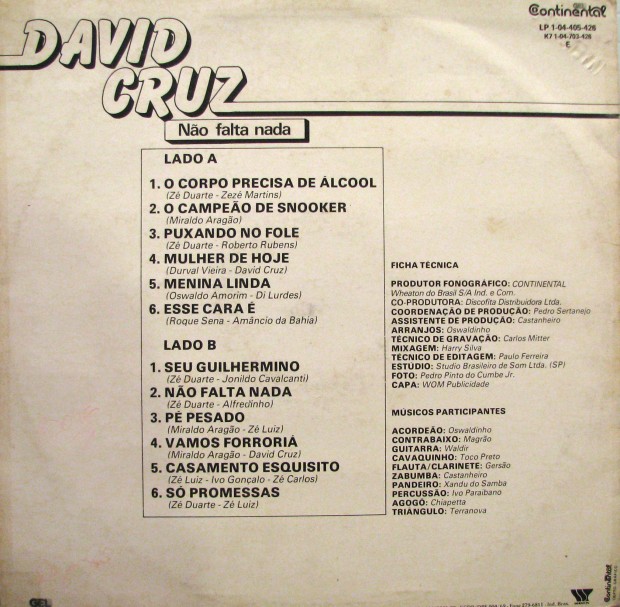 Continental
LP 1-04-405-426
K7 1-04-703-426
E
DAVID
CRUZ
Não falta nada
LADO A
1. O CORPO PRECISA DE ÁLCOOL
(Zé Duarte - Zezé Martins)
2. O CAMPEÃO DE SNOOKER
(Miraldo Aragão)
3. PUXANDO NO FOLE
(Zé Duarte - Roberto Rubens)
4. MULHER DE HOJE
(Durval Vieira - David Cruz)
5. MENINA LINDA
(Oswaldo Amorim - Di Lurdes)
6. ESSE CARA É
(Roque Sena - Amâncio da Bahia)
LADO B
1. SEU GUILHERMINO
(Zé Duarte - Jonildo Cavalcanti)
2. NÃO FALTA NADA
(Zé Duarte - Alfredinho)
3. PÉ PESADO
(Miraldo Aragão - Zé Luiz)
4. VAMOS FORRORIÁ
(Miraldo Aragão - David Cruz)
5. CASAMENTO ESQUISITO
(Zé Luiz - Ivo Gonçalo - Zé Carlos)
6. SÓ PROMESSAS
(Zé Duarte - Zé Luiz)
FICHA TÉCNICA
PRODUTOR FONOGRÁFICO: CONTINENTAL
Wheaton do Brasil S/A Ind. e Com.
CO-PRODUTORA: Discofita Distribuidora Ltda.
COORDENAÇÃO DE PRODUÇÃO: Pedro Sertanejo
ASSISTENTE DE PRODUÇÃO: Castanheiro
ARRANJOS: Oswaldinho
TÉCNICO DE GRAVAÇÃO: Carlos Mitter
MIXAGEM: Harry Silva
TÉCNICO DE EDITAGEM: Paulo Ferreira
ESTÚDIO: Studio Brasileiro de Som Ltda. (SP)
FOTO: Pedro Pinto do Cumbe Jr.
CAPA: WOM Publicidade
MÚSICOS PARTICIPANTES
ACORDEÃO: Oswaldinho
CONTRABAIXO: Magrão
GUITARRA: Waldir
CAVAQUINHO: Toco Preto
FLAUTA/CLARINETE: Gersão
ZABUMBA: Castanheiro
PANDEIRO: Xandu do Samba
PERCUSSÃO: Ivo Paraibano
AGOGÔ: Chiapetta
TRIÂNGULO: Terranova
GEL
Continental